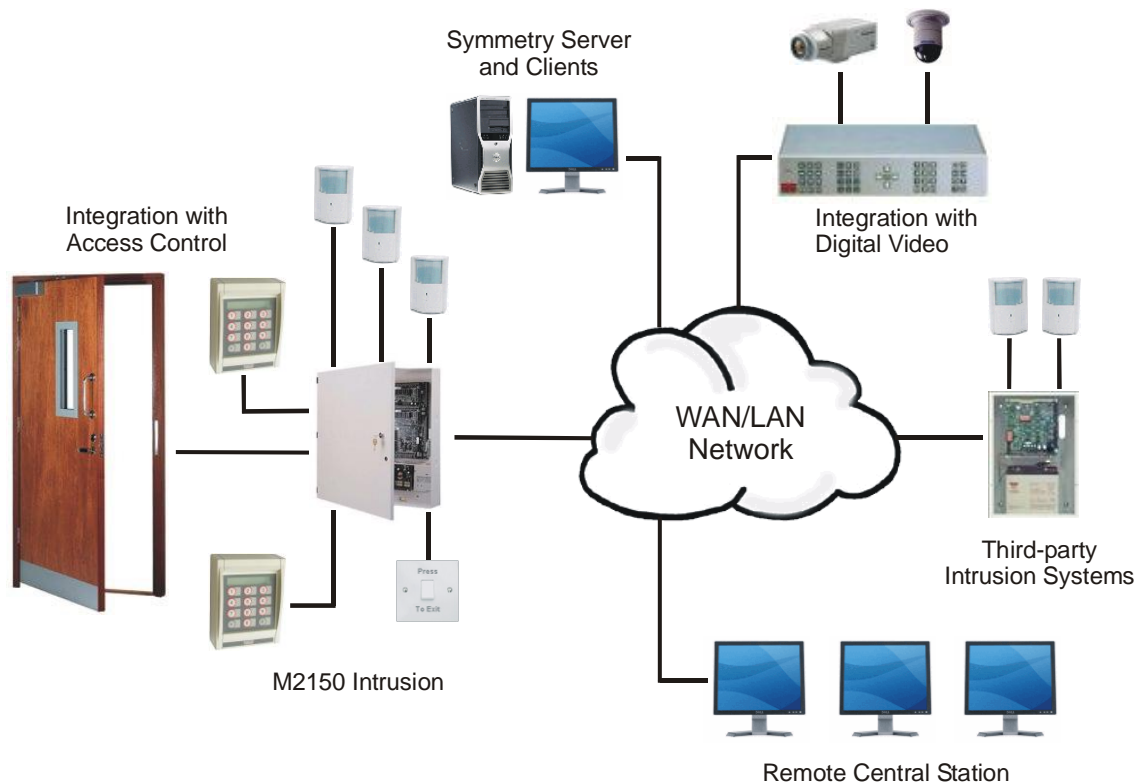 Symmetry Server
and Clients
Integration with
Access Control
Integration with
Digital Video
WAN/LAN
Network
Press
To Exit
Third-party
Intrusion Systems
M2150 Intrusion
Remote Central Station